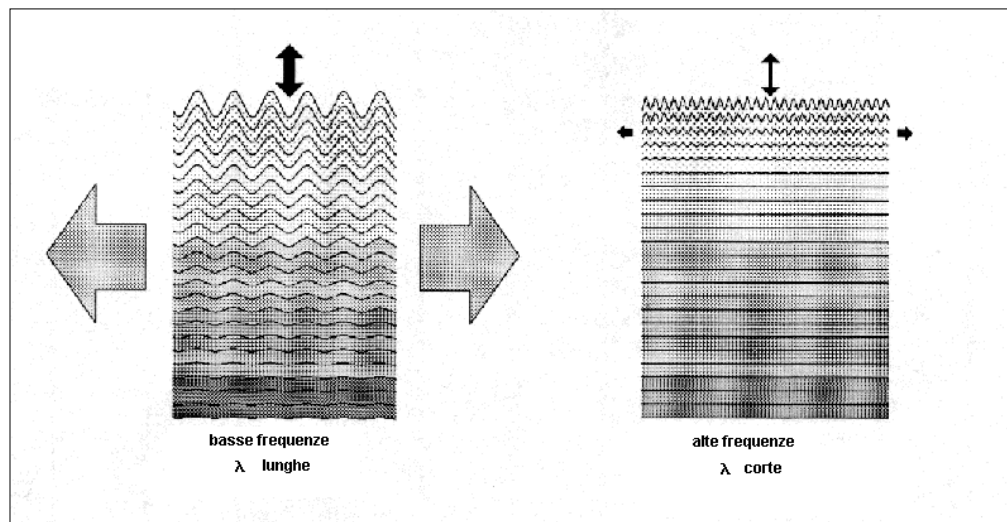 basse frequenze
λ lunghe
alte frequenze
λ corte